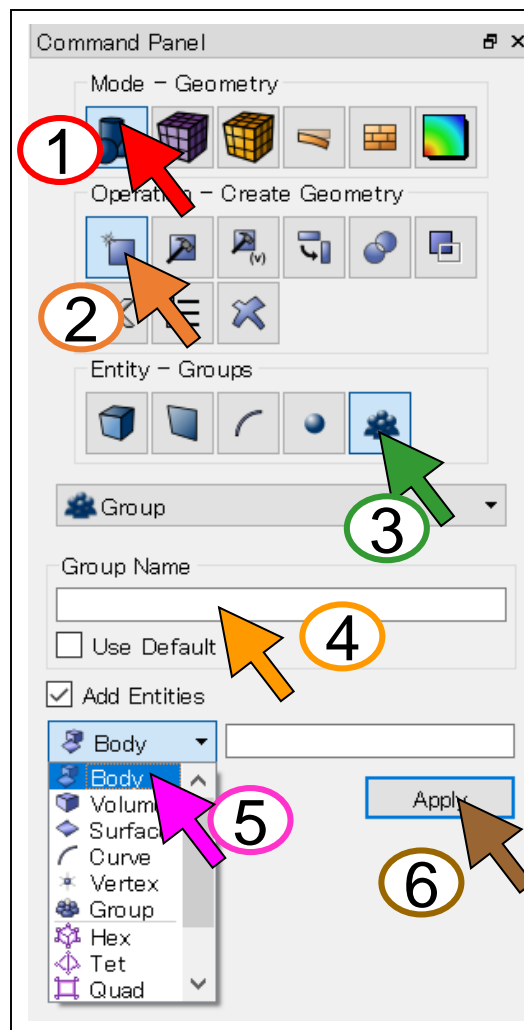 Command Panel
Mode - Geometry
1
Operation - Create Geometry
(v)
2
Entity - Groups
Group
3
Group Name
4
Use Default
Add Entities
Body
Body
Volume
5
Apply
Surface
Curve
6
Vertex
Group
Hex
Tet
Quad